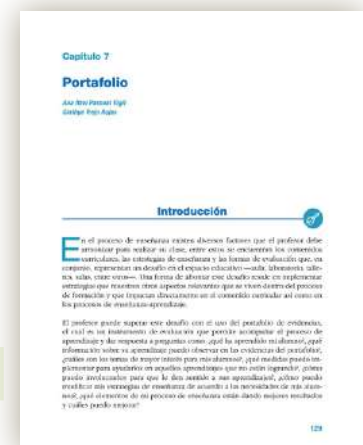 Capítulo 7
Portafolio
Introducción
En el proceso de enseñanza existen diversos factores que el profesor debe
armonizar para realizar su clase, entre estos se encuentran los contenidos
curriculares, las estrategias de enseñanza y las formas de evaluación que, en
conjunto, representan un desafío en el espacio educativo —aula, laboratorio, talle-
res, salas, entre otros—. Una forma de abordar este desafío reside en implementar
estrategias que muestren otros aspectos relevantes que se viven dentro del proceso
de formación y que impactan directamente en el contenido curricular así como en
los procesos de enseñanza-aprendizaje.
El profesor puede superar este desafío con el uso del portafolio de evidencias,
el cual es un instrumento de evaluación que permite acompañar el proceso de
aprendizaje y dar respuesta a preguntas como: ¿qué ha aprendido mi alumno?, ¿qué
información sobre su aprendizaje puedo observar en las evidencias del portafolio?,
¿cuáles son los temas de mayor interés para mis alumnos?, ¿qué medidas puedo im-
plementar para ayudarlos en aquellos aprendizajes que no están logrando?, ¿cómo
puedo involucrarlos para que le den sentido a sus aprendizajes?, ¿cómo puedo
modificar mis estrategias de enseñanza de acuerdo a las necesidades de mis alum-
nos?, ¿qué elementos de mi proceso de enseñanza están dando mejores resultados
y cuáles puedo mejorar?
129